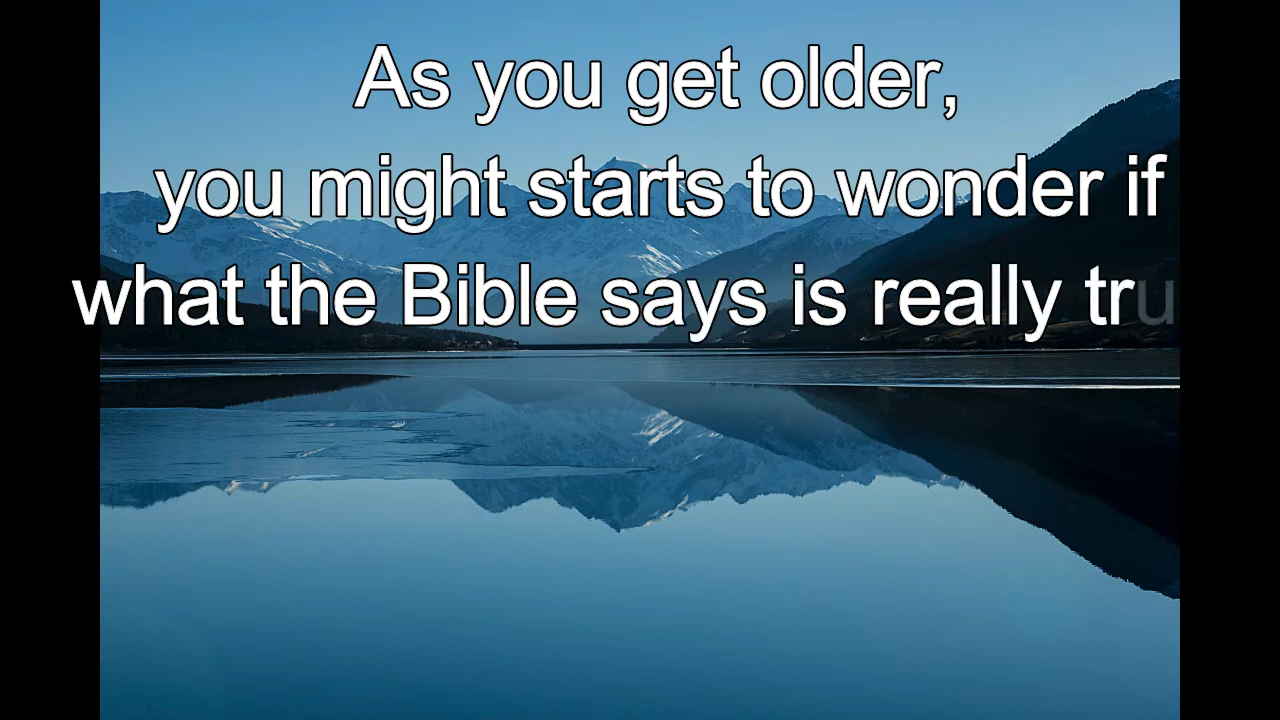 As you get older,
you might starts to wonder if
what the Bible says is really tru